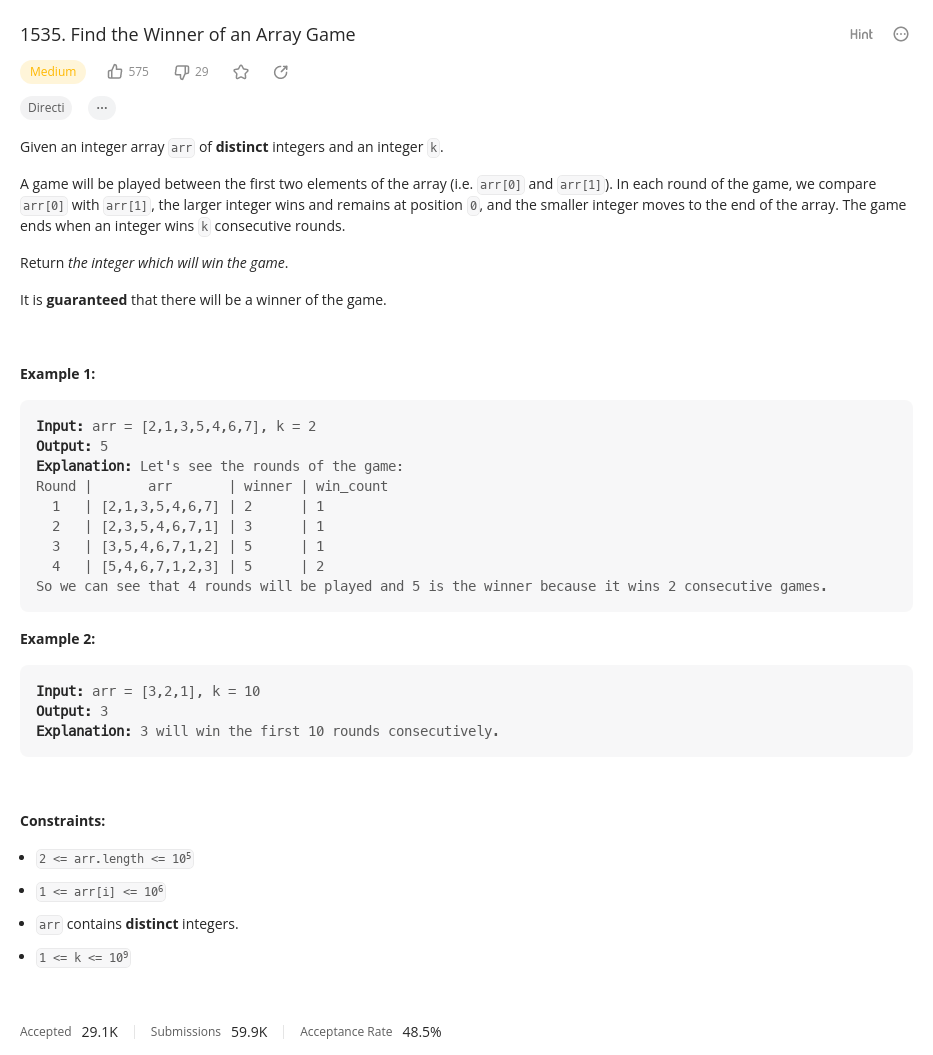 1535. Find the Winner of an Array Game
Hint
Medium
575
29
Directi
···
Given an integer array arr of distinct integers and an integer k.
A game will be played between the first two elements of the array (i.e. arr[0] and arr[1]). In each round of the game, we compare
arr[0] with arr[1], the larger integer wins and remains at position 0, and the smaller integer moves to the end of the array. The game
ends when an integer wins k consecutive rounds.
Return the integer which will win the game.
It is guaranteed that there will be a winner of the game.
Example 1:
Input: arr = [2,1,3,5,4,6,7], k = 2
Output: 5
Explanation: Let's see the rounds of the game:
Round |       arr       | winner | win_count
  1   | [2,1,3,5,4,6,7] | 2      | 1
  2   | [2,3,5,4,6,7,1] | 3      | 1
  3   | [3,5,4,6,7,1,2] | 5      | 1
  4   | [5,4,6,7,1,2,3] | 5      | 2
So we can see that 4 rounds will be played and 5 is the winner because it wins 2 consecutive games.
Example 2:
Input: arr = [3,2,1], k = 10
Output: 3
Explanation: 3 will win the first 10 rounds consecutively.
Constraints:
• 2 <= arr.length <= 10⁵
• 1 <= arr[i] <= 10⁶
• arr contains distinct integers.
• 1 <= k <= 10⁹
Accepted 29.1K Submissions 59.9K Acceptance Rate 48.5%